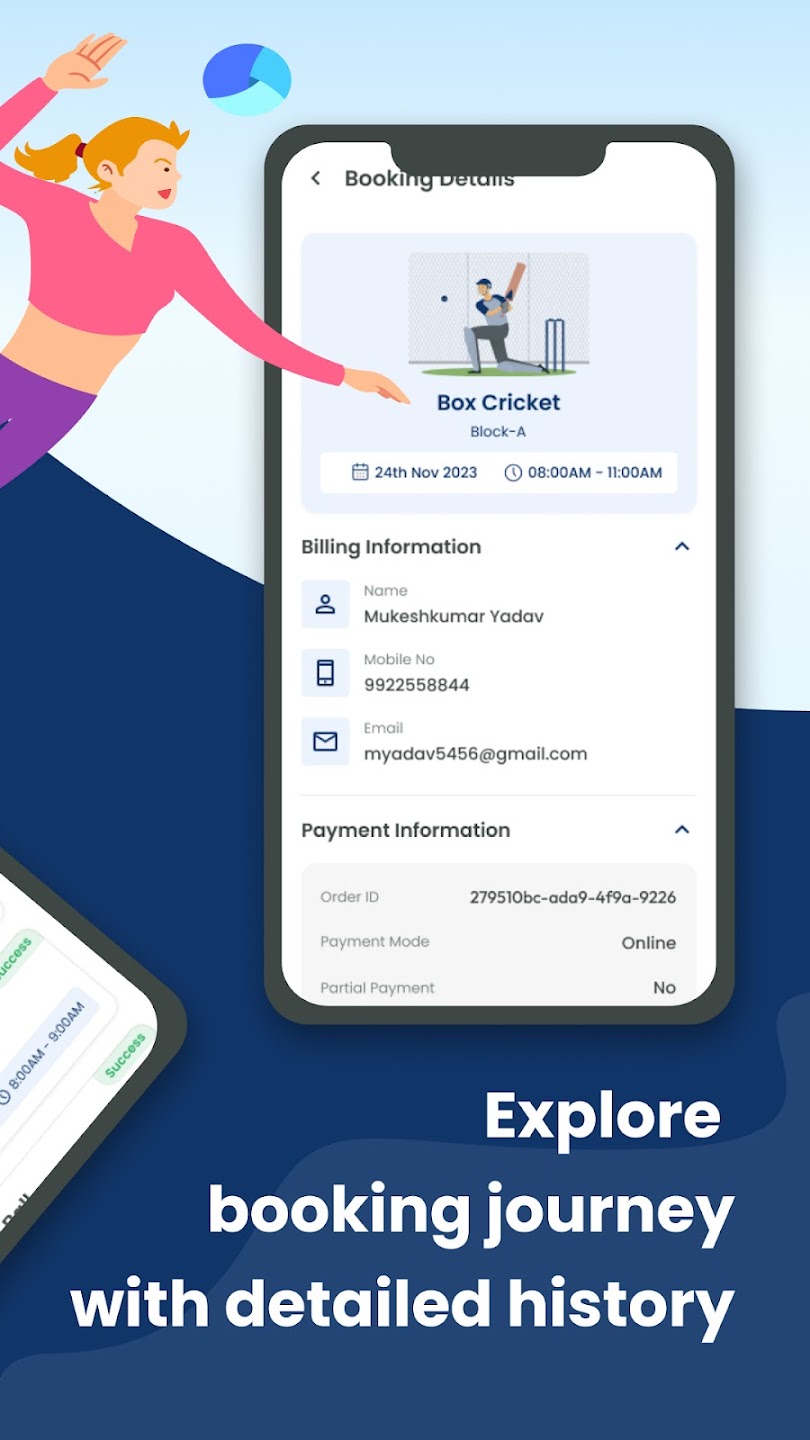 Booking Details
Box Cricket
Block-A
24th Nov 2023 08:00AM - 11:00AM
Billing Information
Name
Mukeshkumar Yadav
Mobile No
9922558844
Email
myadav5456@gmail.com
Payment Information
Order ID 279510bc-ada9-4f9a-9226
Payment Mode Online
Partial Payment No
8:00AM - 9:00AM
Success
Explore
booking journey
with detailed history